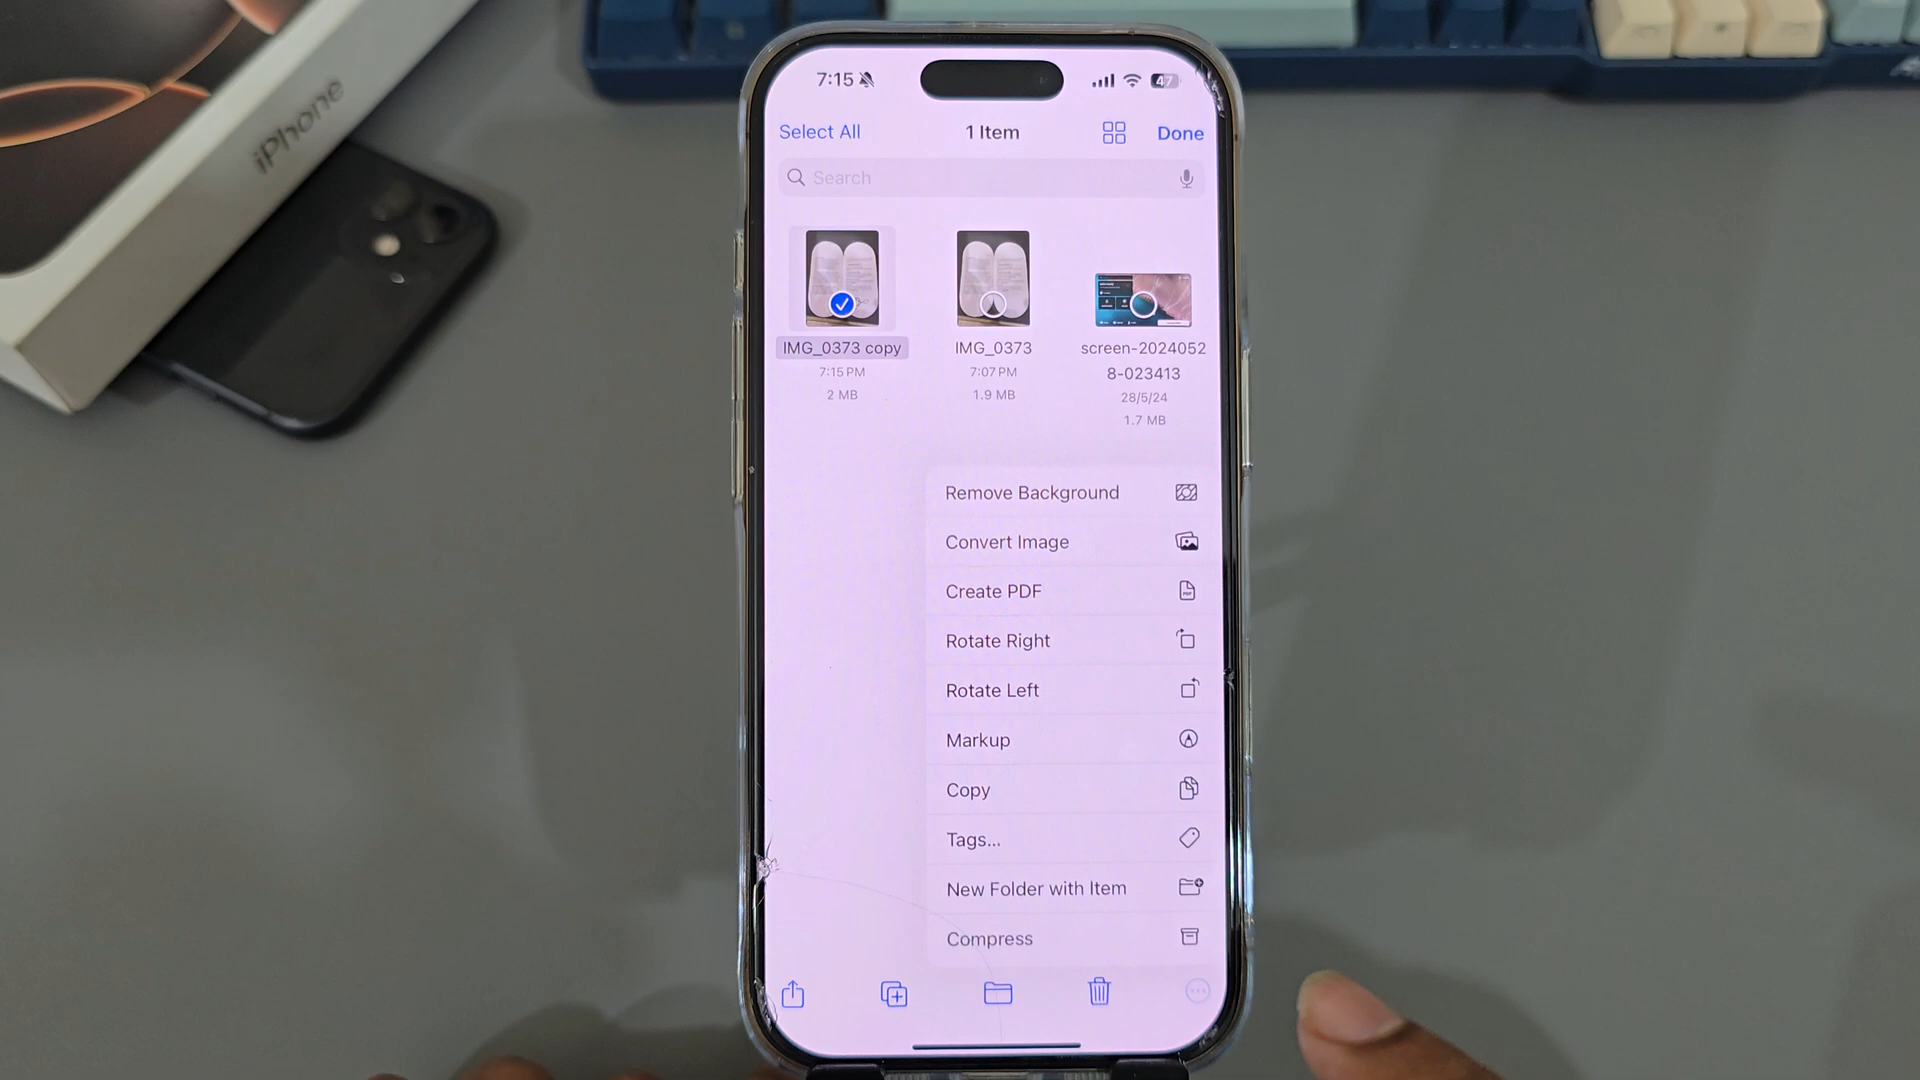 iPhone
7:15
47
Select All
1 Item
Done
Search
IMG_0373 copy
7:15 PM
2 MB
IMG_0373
7:07 PM
1.9 MB
screen-2024052
8-023413
28/5/24
1.7 MB
Remove Background
Convert Image
Create PDF
Rotate Right
Rotate Left
Markup
Copy
Tags...
New Folder with Item
Compress